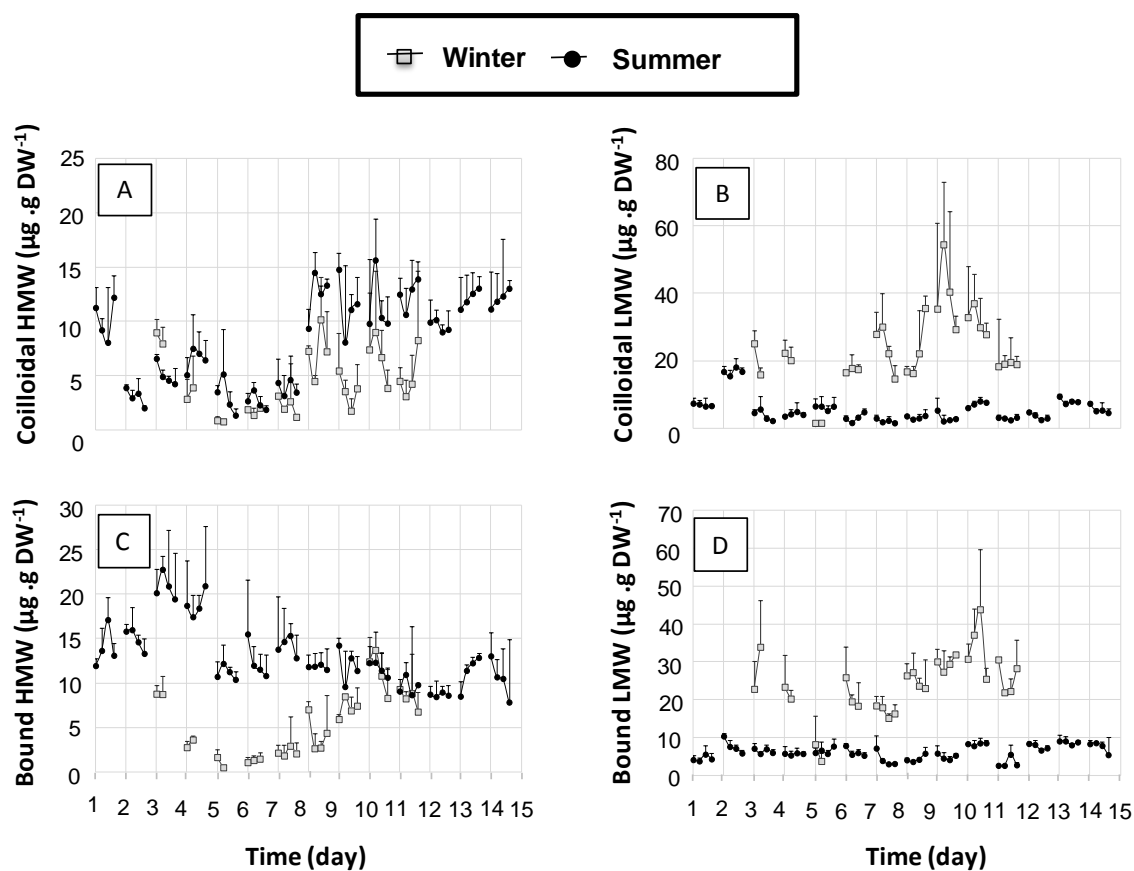 Winter Summer
Coilloidal HMW (µg .g DW-1)
25
20
15
10
5
0
A
Coilloidal LMW (µg .g DW-1)
80
60
40
20
0
B
Bound HMW (µg .g DW-1)
30
25
20
15
10
5
0
C
1 2 3 4 5 6 7 8 9 10 11 12 13 14 15
Time (day)
Bound LMW (µg .g DW-1)
70
60
50
40
30
20
10
0
D
1 2 3 4 5 6 7 8 9 10 11 12 13 14 15
Time (day)